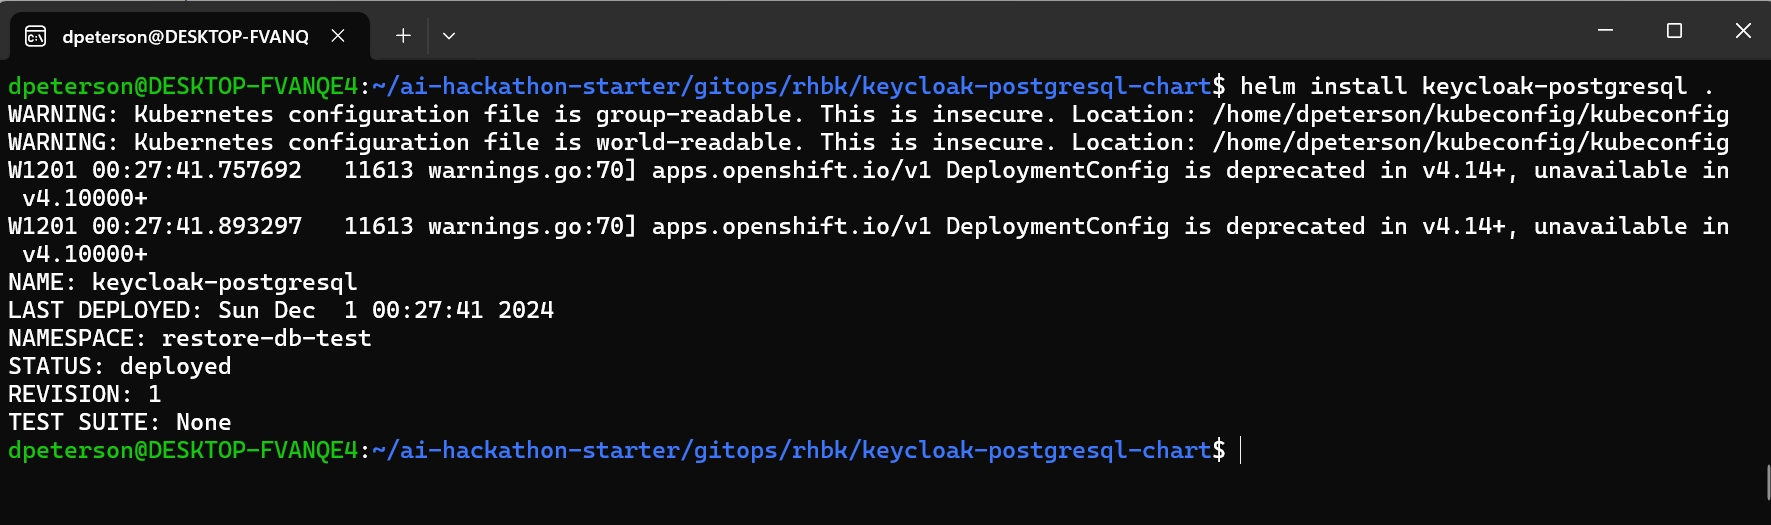 dpeterson@DESKTOP-FVANQ
dpeterson@DESKTOP-FVANQE4:~/ai-hackathon-starter/gitops/rhbk/keycloak-postgresql-chart$ helm install keycloak-postgresql .
WARNING: Kubernetes configuration file is group-readable. This is insecure. Location: /home/dpeterson/kubeconfig/kubeconfig
WARNING: Kubernetes configuration file is world-readable. This is insecure. Location: /home/dpeterson/kubeconfig/kubeconfig
W1201 00:27:41.757692   11613 warnings.go:70] apps.openshift.io/v1 DeploymentConfig is deprecated in v4.14+, unavailable in
 v4.10000+
W1201 00:27:41.893297   11613 warnings.go:70] apps.openshift.io/v1 DeploymentConfig is deprecated in v4.14+, unavailable in
 v4.10000+
NAME: keycloak-postgresql
LAST DEPLOYED: Sun Dec  1 00:27:41 2024
NAMESPACE: restore-db-test
STATUS: deployed
REVISION: 1
TEST SUITE: None
dpeterson@DESKTOP-FVANQE4:~/ai-hackathon-starter/gitops/rhbk/keycloak-postgresql-chart$